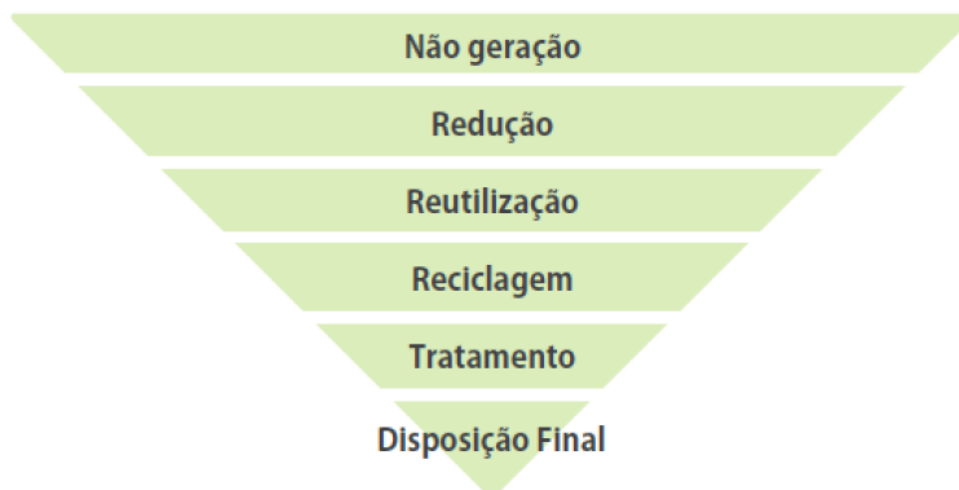 Não geração
Redução
Reutilização
Reciclagem
Tratamento
Disposição Final